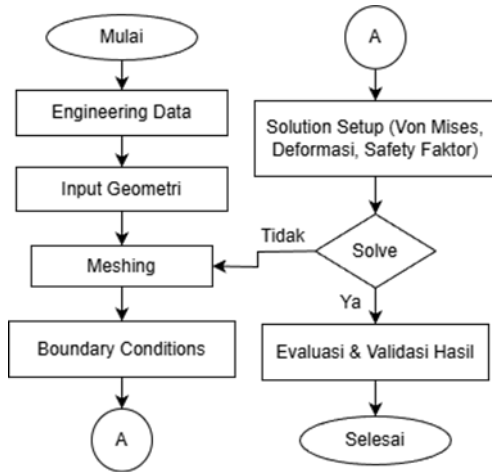 Mulai
Engineering Data
Input Geometri
Meshing
Boundary Conditions
A
A
Solution Setup (Von Mises,
Deformasi, Safety Faktor)
Solve
Tidak
Ya
Evaluasi & Validasi Hasil
Selesai